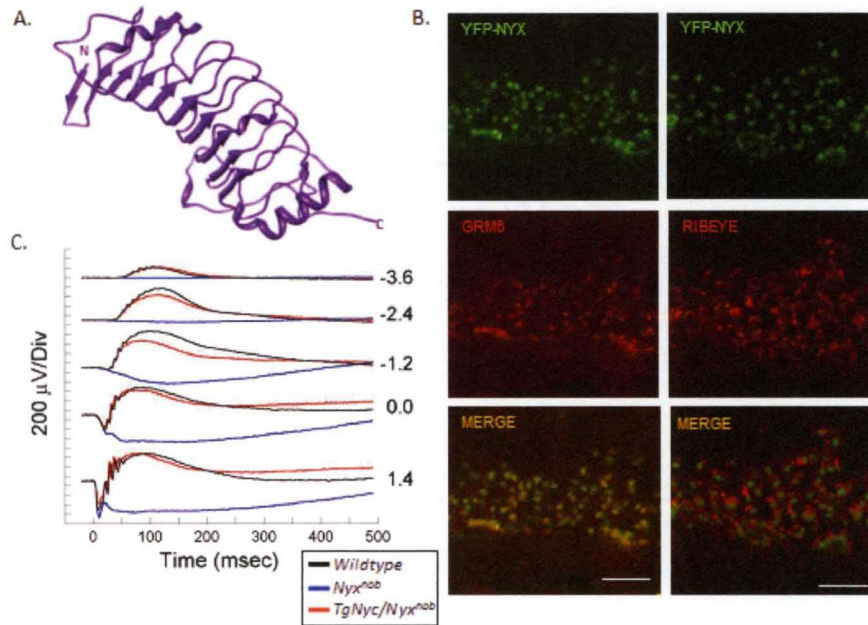 A.
N
C
B.
YFP-NYX
YFP-NYX
GRM6
RIBEYE
MERGE
MERGE
C.
200 µV/Div
-3.6
-2.4
-1.2
0.0
1.4
0 100 200 300 400 500
Time (msec)
Wildtype
Nyxnob
TgNyc/Nyxnob